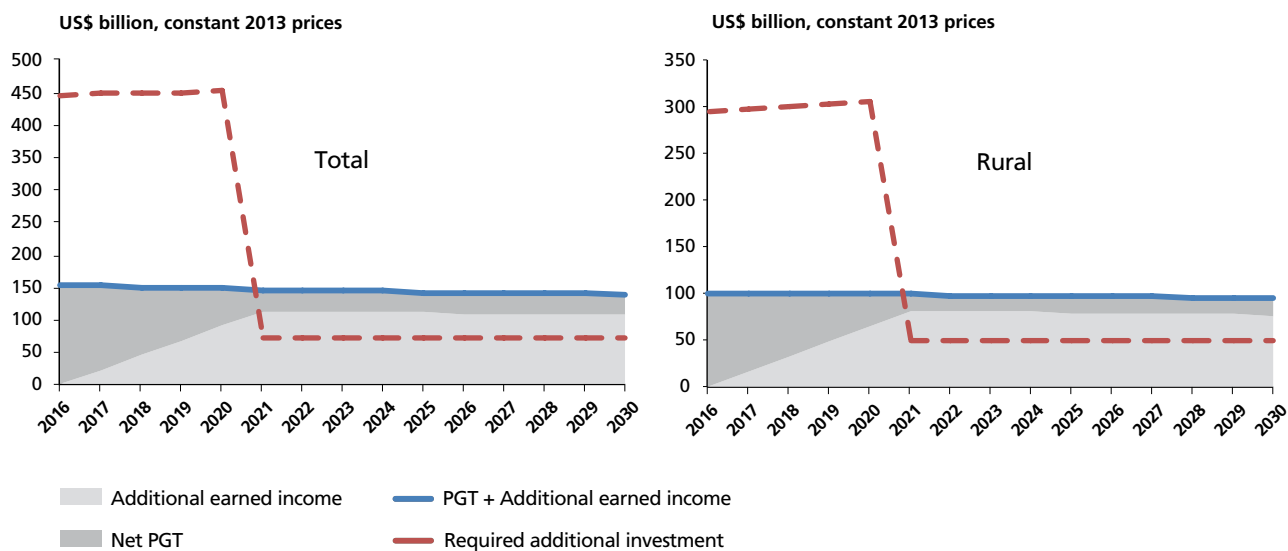 US$ billion, constant 2013 prices
500
450
400
350
300
250
200
150
100
50
0
Total
2016 2017 2018 2019 2020 2021 2022 2023 2024 2025 2026 2027 2028 2029 2030
US$ billion, constant 2013 prices
350
300
250
200
150
100
50
0
Rural
2016 2017 2018 2019 2020 2021 2022 2023 2024 2025 2026 2027 2028 2029 2030
Additional earned income
PGT + Additional earned income
Net PGT
Required additional investment